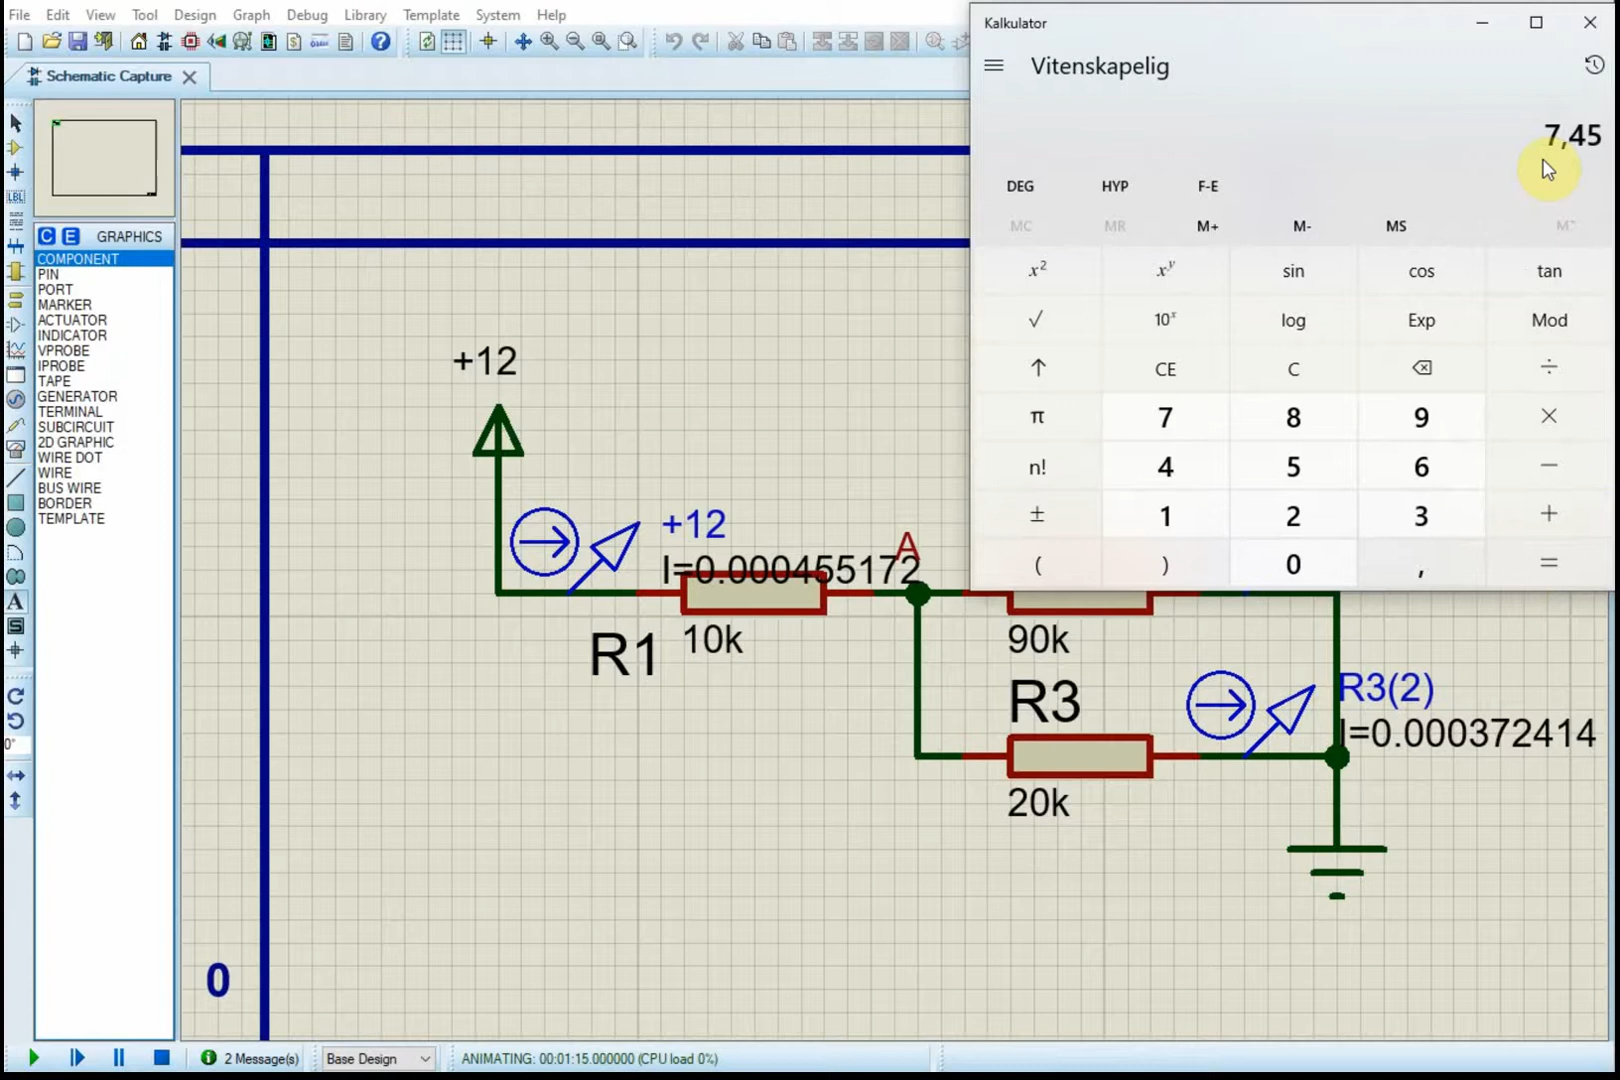 File Edit View Tool Design Graph Debug Library Template System Help
Kalkulator
Schematic Capture
Vitenskapelig
7,45
DEG HYP F-E
MC MR M+ M- MS
x² xʸ sin cos tan
√ 10ˣ log Exp Mod
↑ CE C ÷
π 7 8 9 ×
n! 4 5 6 −
± 1 2 3 +
( ) 0 , =
LBL
C E GRAPHICS
COMPONENT
PIN
PORT
MARKER
ACTUATOR
INDICATOR
VPROBE
IPROBE
TAPE
GENERATOR
TERMINAL
SUBCIRCUIT
2D GRAPHIC
WIRE DOT
WIRE
BUS WIRE
BORDER
TEMPLATE
A
S
0°
+12
+12
I=0.000455172
A
R1 10k
90k
R3
R3(2)
I=0.000372414
20k
0
2 Message(s) Base Design ANIMATING: 00:01:15.000000 (CPU load 0%)